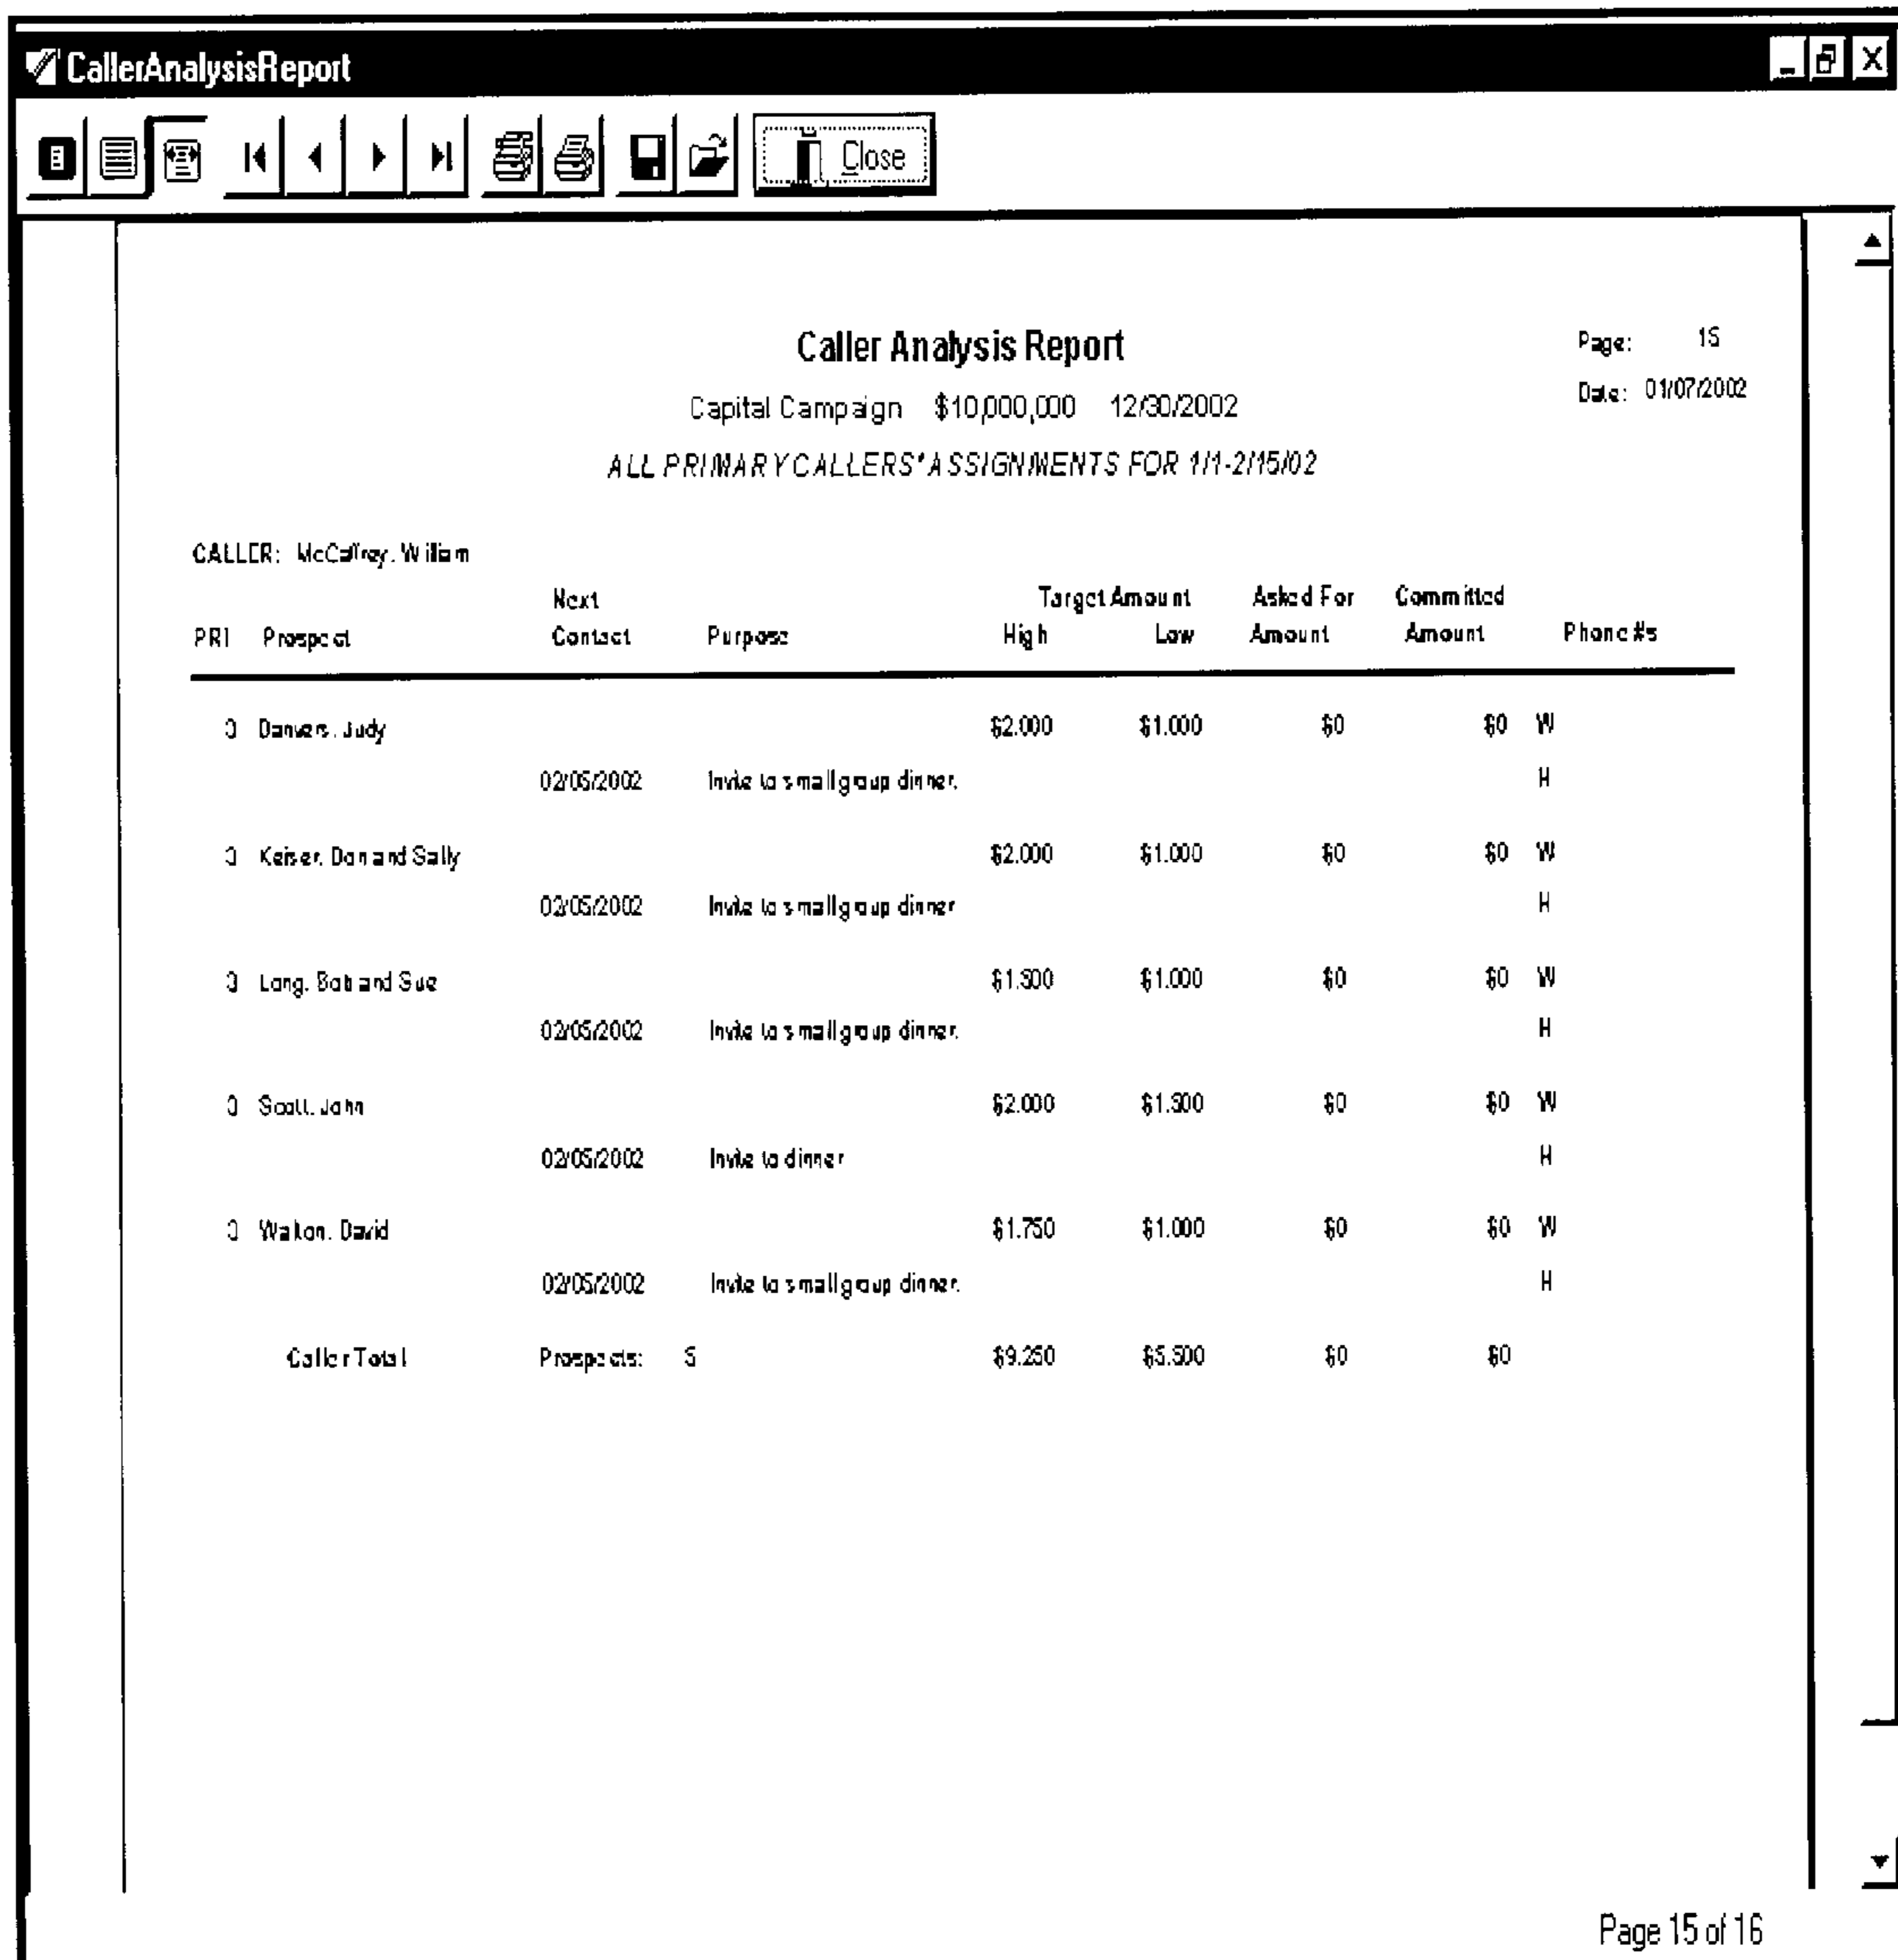 CallerAnalysisReport
Close
Caller Analysis Report
Page: 15
Capital Campaign $10,000,000 12/30/2002
Date: 01/07/2002
ALL PRIMARY CALLERS' ASSIGNMENTS FOR 1/1-2/15/02
CALLER: McCaffrey, William
Next Target Amount Asked For Committed
PRI Prospect Contact Purpose High Low Amount Amount Phone #s
0 Danvers, Judy $2,000 $1,000 $0 $0 W
02/05/2002 Invite to small group dinner. H
0 Keiser, Don and Sally $2,000 $1,000 $0 $0 W
02/05/2002 Invite to small group dinner H
0 Long, Bob and Sue $1,500 $1,000 $0 $0 W
02/05/2002 Invite to small group dinner. H
0 Scott, John $2,000 $1,500 $0 $0 W
02/05/2002 Invite to dinner H
0 Walton, David $1,750 $1,000 $0 $0 W
02/05/2002 Invite to small group dinner. H
Caller Total Prospects: 5 $9,250 $5,500 $0 $0
Page 15 of 16